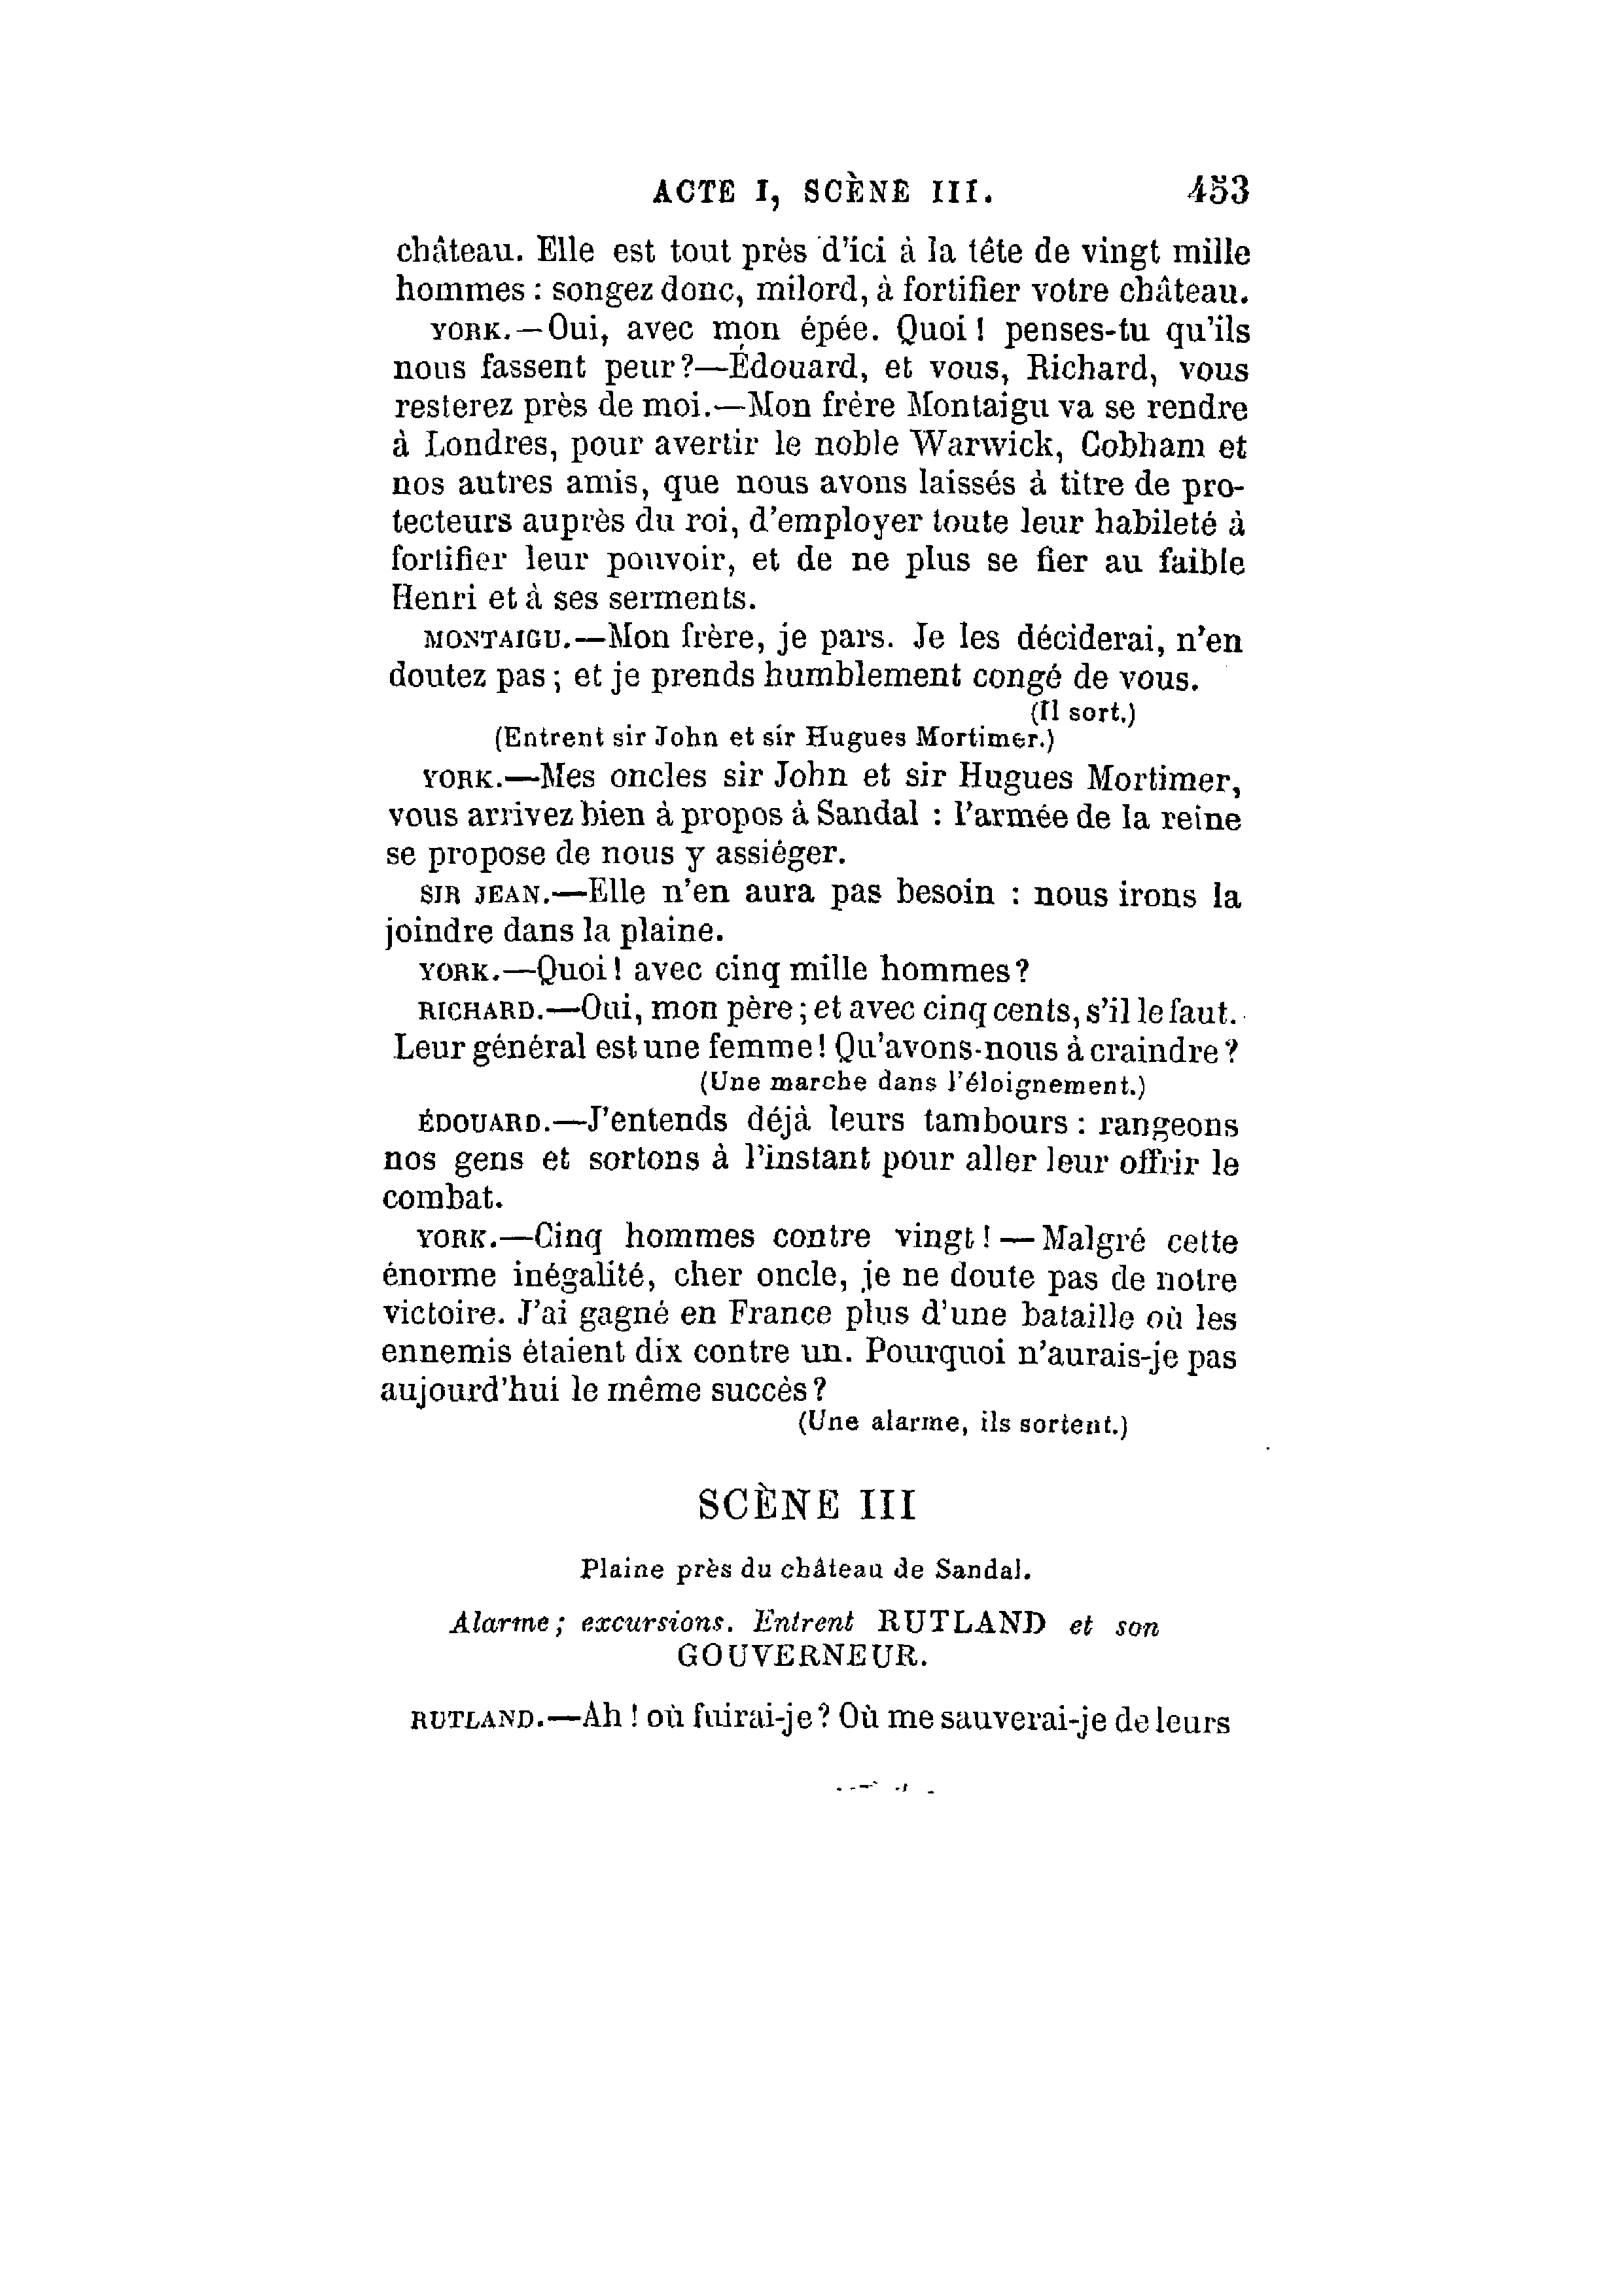 ACTE I, SCÈNE III. 453
château. Elle est tout près d'ici à la tête de vingt mille
hommes : songez donc, milord, à fortifier votre château.
YORK.—Oui, avec mon épée. Quoi ! penses-tu qu'ils
nous fassent peur ?—Édouard, et vous, Richard, vous
resterez près de moi.—Mon frère Montaigu va se rendre
à Londres, pour avertir le noble Warwick, Cobham et
nos autres amis, que nous avons laissés à titre de pro-
tecteurs auprès du roi, d'employer toute leur habileté à
fortifier leur pouvoir, et de ne plus se fier au faible
Henri et à ses serments.
MONTAIGU.—Mon frère, je pars. Je les déciderai, n'en
doutez pas ; et je prends humblement congé de vous.
(Il sort.)
(Entrent sir John et sir Hugues Mortimer.)
YORK.—Mes oncles sir John et sir Hugues Mortimer,
vous arrivez bien à propos à Sandal : l'armée de la reine
se propose de nous y assiéger.
SIR JEAN.—Elle n'en aura pas besoin : nous irons la
joindre dans la plaine.
YORK.—Quoi ! avec cinq mille hommes ?
RICHARD.—Oui, mon père ; et avec cinq cents, s'il le faut.
Leur général est une femme ! Qu'avons-nous à craindre ?
(Une marche dans l'éloignement.)
ÉDOUARD.—J'entends déjà leurs tambours : rangeons
nos gens et sortons à l'instant pour aller leur offrir le
combat.
YORK.—Cinq hommes contre vingt ! — Malgré cette
énorme inégalité, cher oncle, je ne doute pas de notre
victoire. J'ai gagné en France plus d'une bataille où les
ennemis étaient dix contre un. Pourquoi n'aurais-je pas
aujourd'hui le même succès ?
(Une alarme, ils sortent.)
SCÈNE III
Plaine près du château de Sandal.
Alarme ; excursions. Entrent RUTLAND et son
GOUVERNEUR.
RUTLAND.—Ah ! où fuirai-je ? Où me sauverai-je de leurs